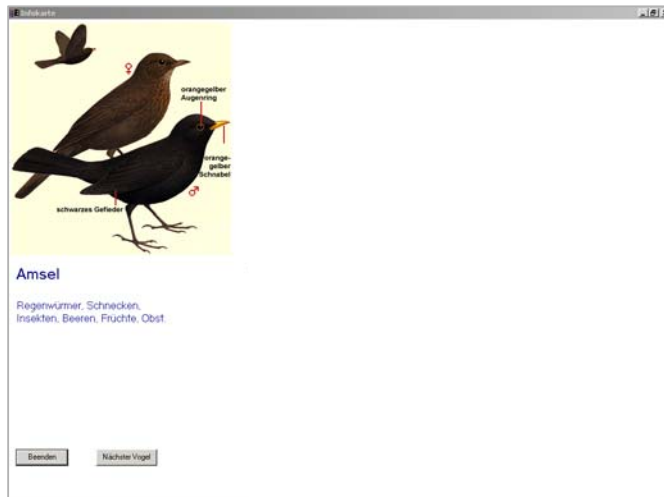 Infokarte
♀
orangegelber
Augenring
orange-
gelber
Schnabel
♂
schwarzes Gefieder
Amsel
Regenwürmer, Schnecken,
Insekten, Beeren, Früchte, Obst.
Beenden
Nächster Vogel